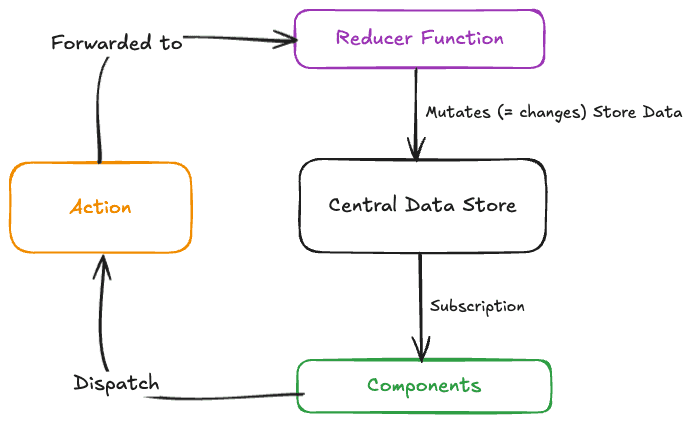 Forwarded to
Reducer Function
Mutates (= changes) Store Data
Action
Central Data Store
Subscription
Dispatch
Components